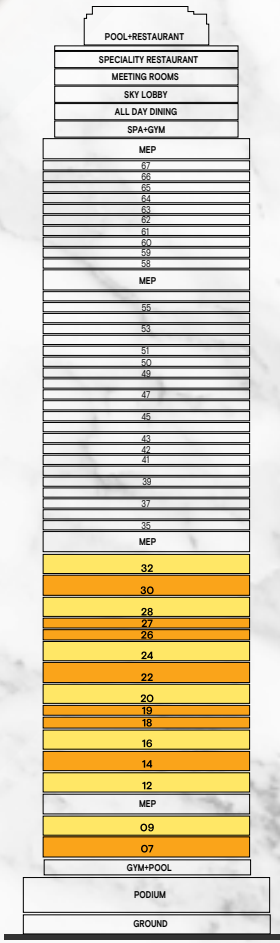 POOL+RESTAURANT
SPECIALITY RESTAURANT
MEETING ROOMS
SKY LOBBY
ALL DAY DINING
SPA+GYM
MEP
67
66
65
64
63
62
61
60
59
58
MEP
55
53
51
50
49
47
45
43
42
41
39
37
35
MEP
32
30
28
27
26
24
22
20
19
18
16
14
12
MEP
09
07
GYM+POOL
PODIUM
GROUND